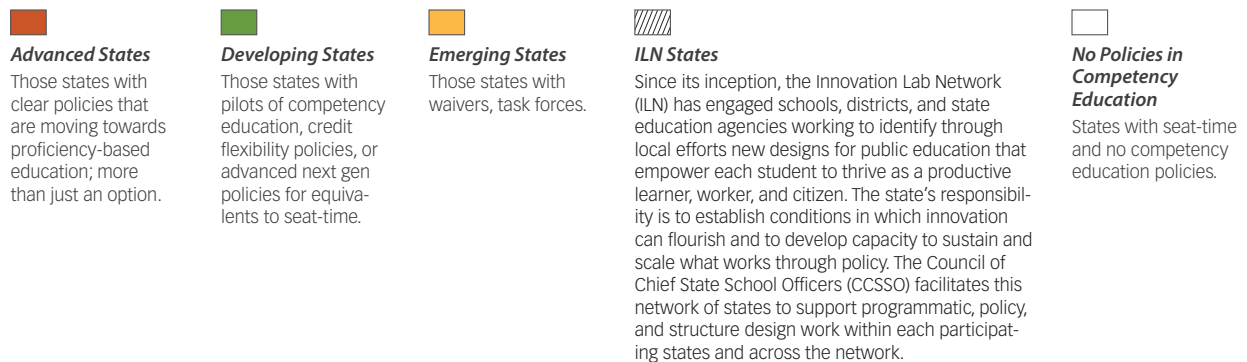 Advanced States
Those states with
clear policies that
are moving towards
proficiency-based
education; more
than just an option.
Developing States
Those states with
pilots of competency
education, credit
flexibility policies, or
advanced next gen
policies for equiva-
lents to seat-time.
Emerging States
Those states with
waivers, task forces.
ILN States
Since its inception, the Innovation Lab Network
(ILN) has engaged schools, districts, and state
education agencies working to identify through
local efforts new designs for public education that
empower each student to thrive as a productive
learner, worker, and citizen. The state's responsibil-
ity is to establish conditions in which innovation
can flourish and to develop capacity to sustain and
scale what works through policy. The Council of
Chief State School Officers (CCSSO) facilitates this
network of states to support programmatic, policy,
and structure design work within each participat-
ing states and across the network.
No Policies in
Competency
Education
States with seat-time
and no competency
education policies.